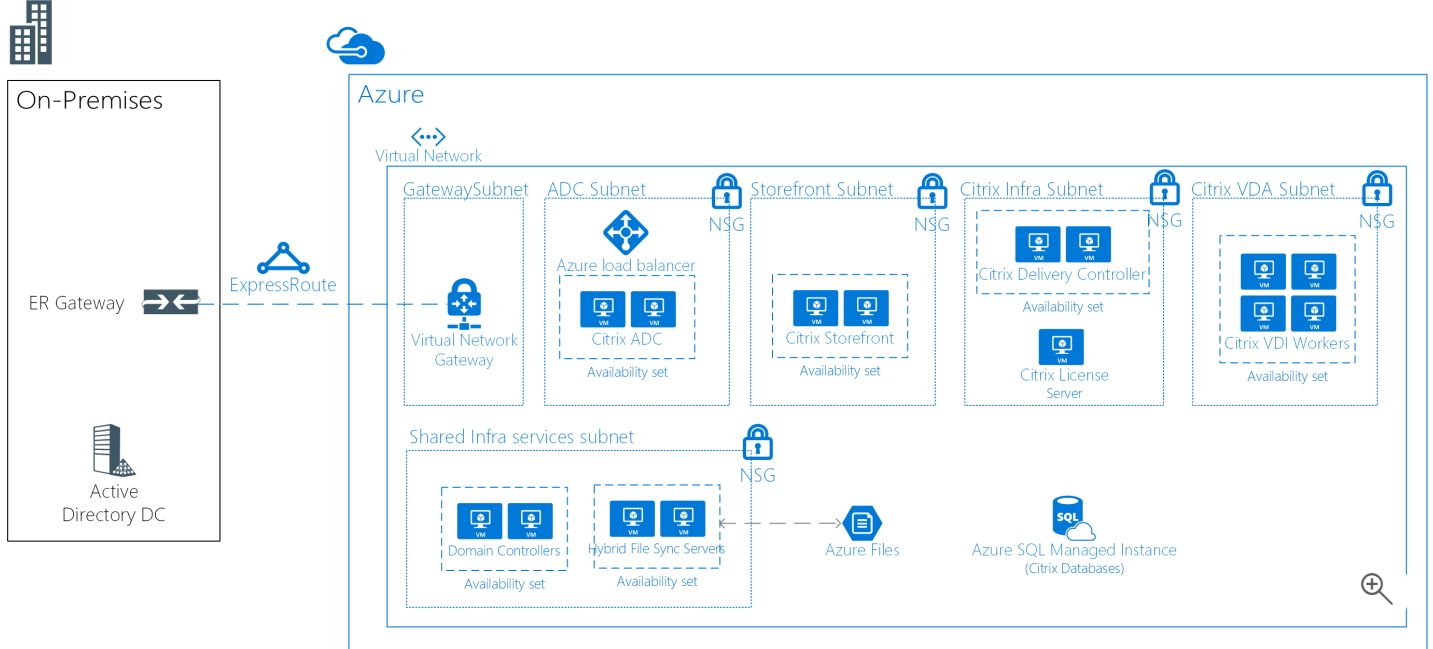 On-Premises
ER Gateway
Active
Directory DC
ExpressRoute
Azure
Virtual Network
GatewaySubnet
Virtual Network
Gateway
ADC Subnet
NSG
Azure load balancer
VM
VM
Citrix ADC
Availability set
Storefront Subnet
NSG
VM
VM
Citrix Storefront
Availability set
Citrix Infra Subnet
NSG
VM
VM
Citrix Delivery Controller
Availability set
VM
Citrix License
Server
Citrix VDA Subnet
NSG
VM
VM
VM
VM
Citrix VDI Workers
Availability set
Shared Infra services subnet
NSG
VM
VM
Domain Controllers
Availability set
VM
VM
Hybrid File Sync Servers
Availability set
Azure Files
SQL
Azure SQL Managed Instance
(Citrix Databases)